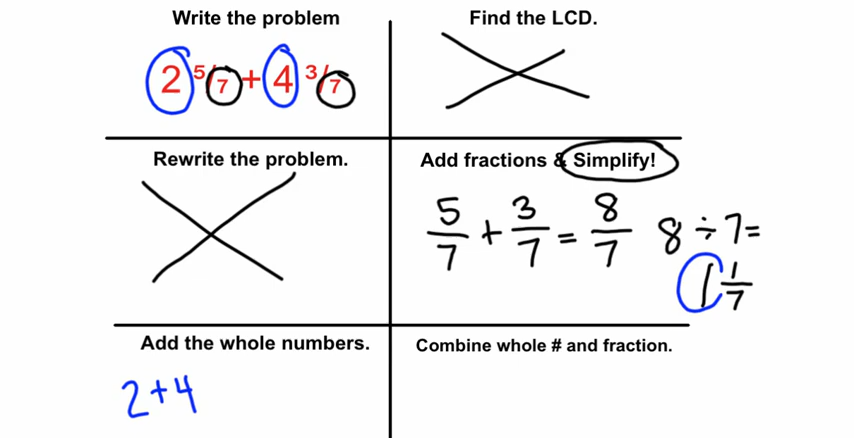 Write the problem
2 5/7 + 4 3/7
Find the LCD.
Rewrite the problem.
Add fractions & Simplify!
5/7 + 3/7 = 8/7 8 ÷ 7 =
1 1/7
Add the whole numbers.
2+4
Combine whole # and fraction.